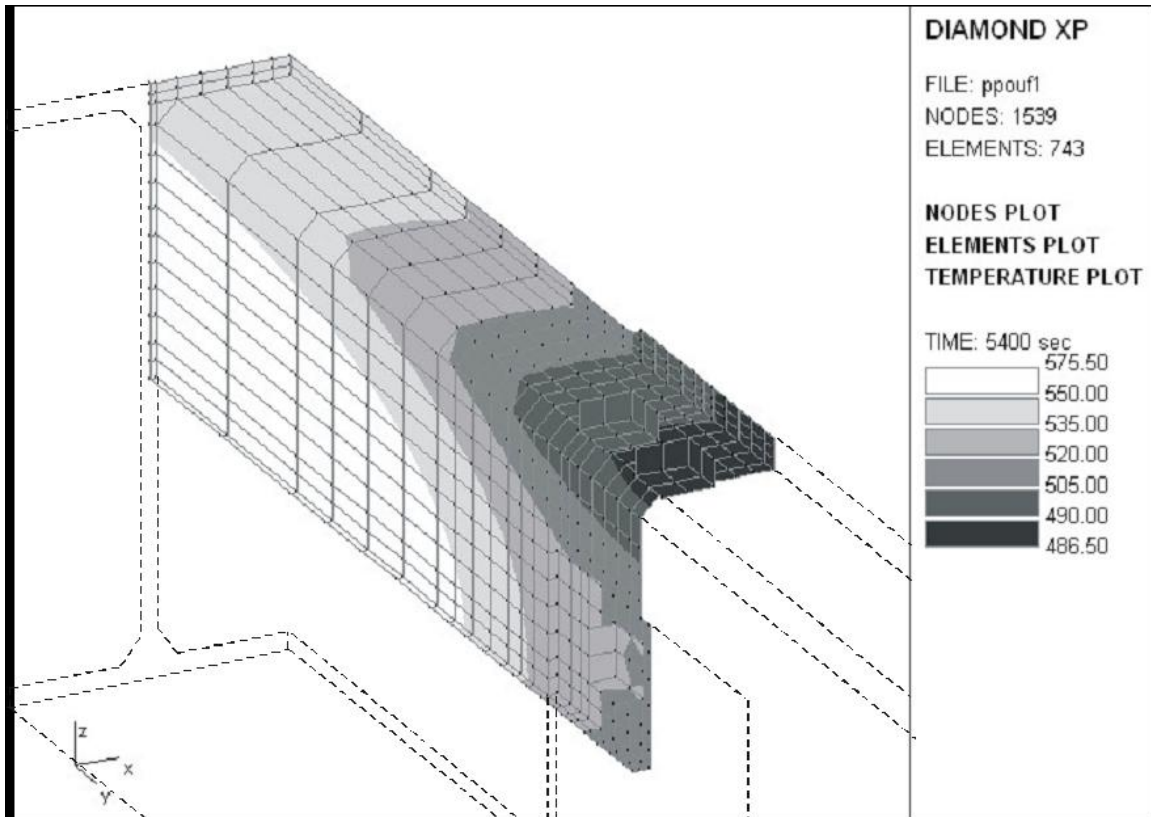 DIAMOND XP
FILE: ppouf1
NODES: 1539
ELEMENTS: 743
NODES PLOT
ELEMENTS PLOT
TEMPERATURE PLOT
TIME: 5400 sec
575.50
550.00
535.00
520.00
505.00
490.00
486.50
z
x
Y